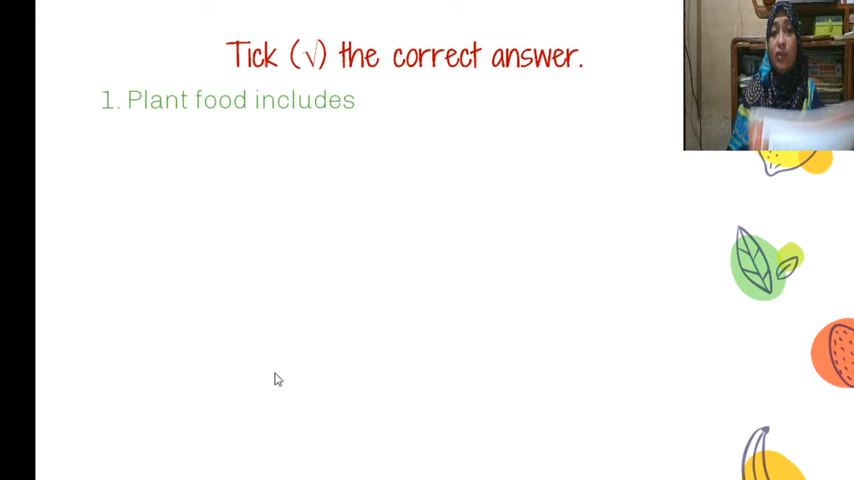 Tick (√) the correct answer.
1. Plant food includes